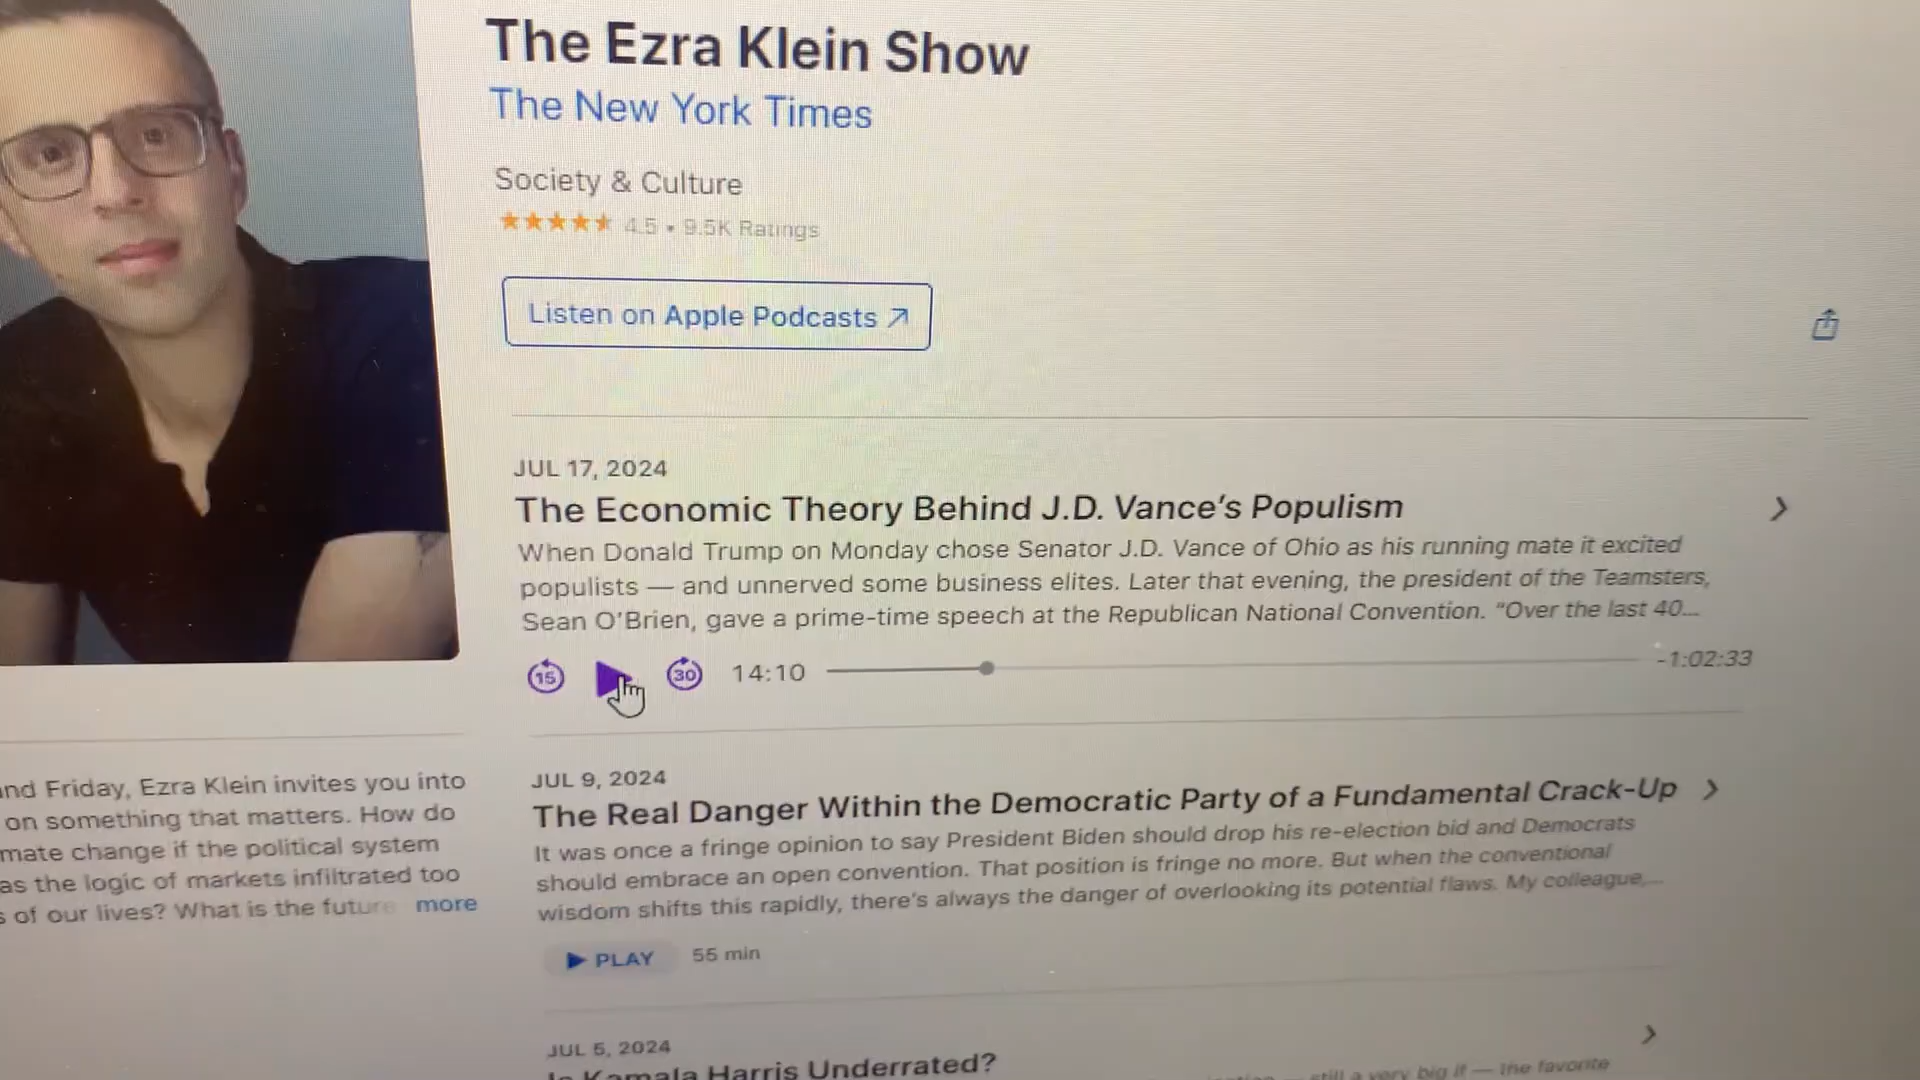 The Ezra Klein Show
The New York Times
Society & Culture
4.5 • 9.5K Ratings
Listen on Apple Podcasts
JUL 17, 2024
The Economic Theory Behind J.D. Vance's Populism
When Donald Trump on Monday chose Senator J.D. Vance of Ohio as his running mate it excited
populists — and unnerved some business elites. Later that evening, the president of the Teamsters,
Sean O'Brien, gave a prime-time speech at the Republican National Convention. "Over the last 40...
15 30 14:10 -1:02:33
nd Friday, Ezra Klein invites you into
on something that matters. How do
mate change if the political system
as the logic of markets infiltrated too
s of our lives? What is the future more
JUL 9, 2024
The Real Danger Within the Democratic Party of a Fundamental Crack-Up
It was once a fringe opinion to say President Biden should drop his re-election bid and Democrats
should embrace an open convention. That position is fringe no more. But when the conventional
wisdom shifts this rapidly, there's always the danger of overlooking its potential flaws. My colleague,...
PLAY 55 min
JUL 5, 2024
Is Kamala Harris Underrated?
still a very big if — the favorite